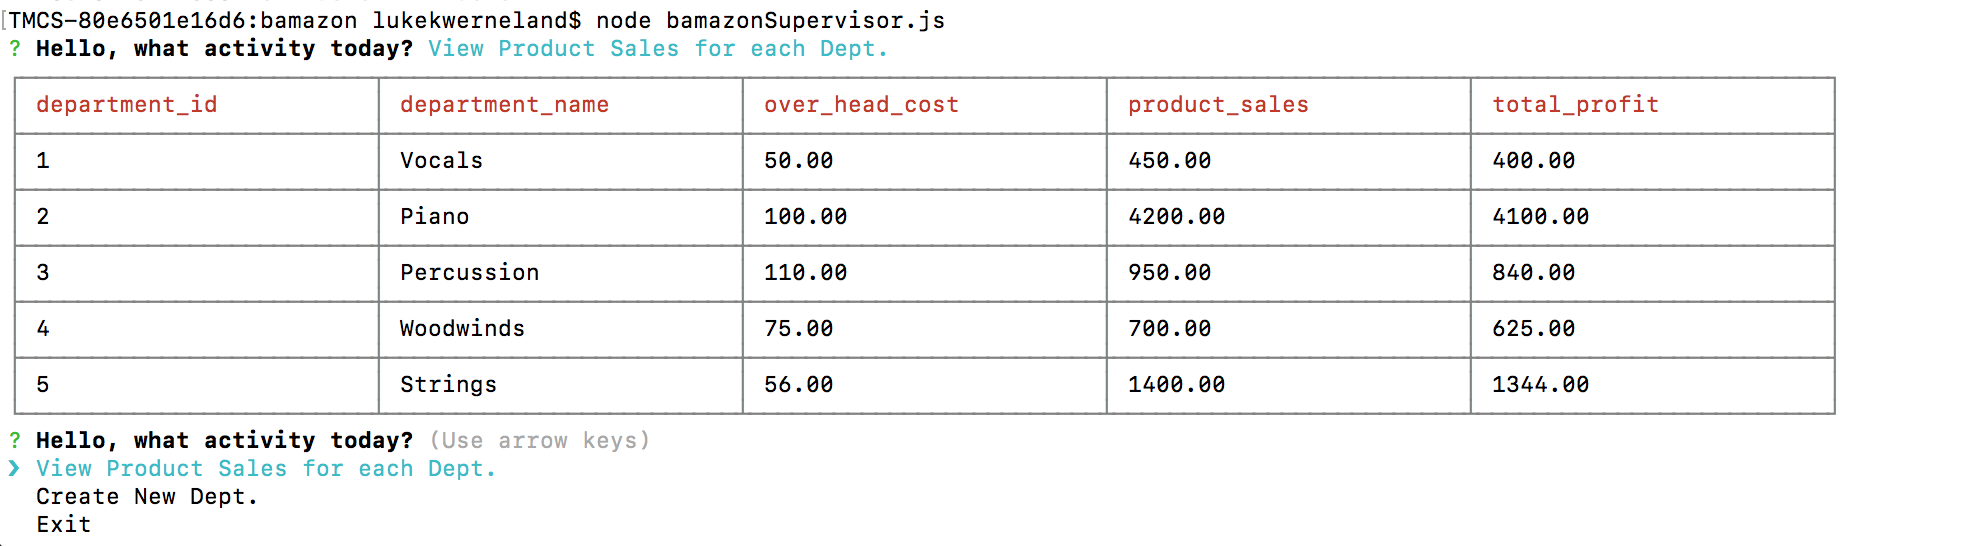 [TMCS-80e6501e16d6:bamazon lukekwerneland$ node bamazonSupervisor.js
? Hello, what activity today? View Product Sales for each Dept.
department_id department_name over_head_cost product_sales total_profit
1 Vocals 50.00 450.00 400.00
2 Piano 100.00 4200.00 4100.00
3 Percussion 110.00 950.00 840.00
4 Woodwinds 75.00 700.00 625.00
5 Strings 56.00 1400.00 1344.00
? Hello, what activity today? (Use arrow keys)
❯ View Product Sales for each Dept.
Create New Dept.
Exit